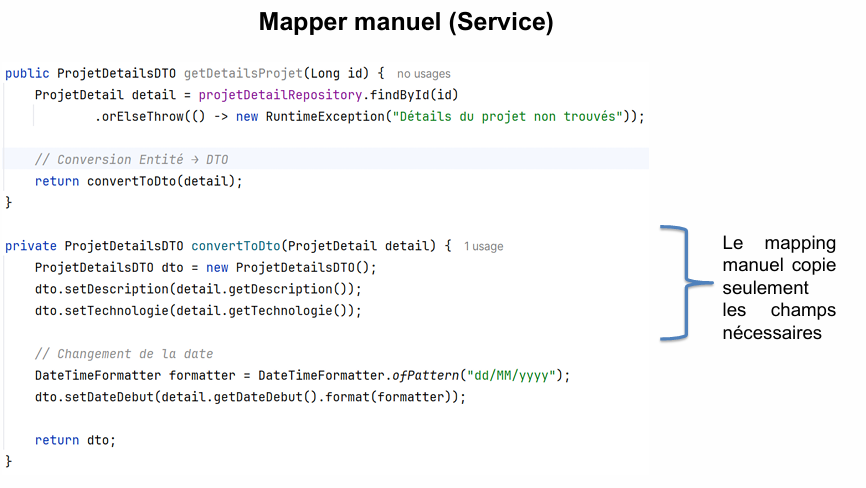 Mapper manuel (Service)
public ProjetDetailsDTO getDetailsProjet(Long id) { no usages
ProjetDetail detail = projetDetailRepository.findById(id)
.orElseThrow(() -> new RuntimeException("Détails du projet non trouvés"));
// Conversion Entité → DTO
return convertToDto(detail);
}
private ProjetDetailsDTO convertToDto(ProjetDetail detail) { 1 usage
ProjetDetailsDTO dto = new ProjetDetailsDTO();
dto.setDescription(detail.getDescription());
dto.setTechnologie(detail.getTechnologie());
// Changement de la date
DateTimeFormatter formatter = DateTimeFormatter.ofPattern("dd/MM/yyyy");
dto.setDateDebut(detail.getDateDebut().format(formatter));
return dto;
}
Le mapping
manuel copie
seulement
les champs
nécessaires